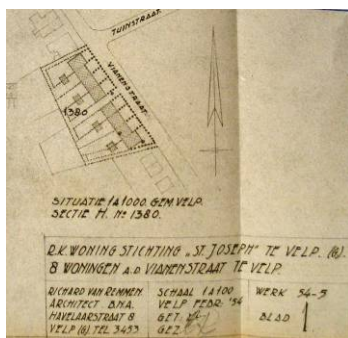 TUINSTRAAT.
VIANENSTRAAT.
1380
SITUATIE 1 A 1000. GEM. VELP.
SECTIE H. No 1380.
R.K. WONING STICHTING „ST. JOSEPH" TE VELP. (G).
8 WONINGEN A.D. VIANENSTRAAT TE VELP.
RICHARD VAN REMMEN
ARCHITECT B.N.A.
HAVELAARSTRAAT 8
VELP (G). TEL 3453
SCHAAL 1 A 100
VELP FEBR. '54
GET.
GEZ.
WERK 54-5
BLAD 1